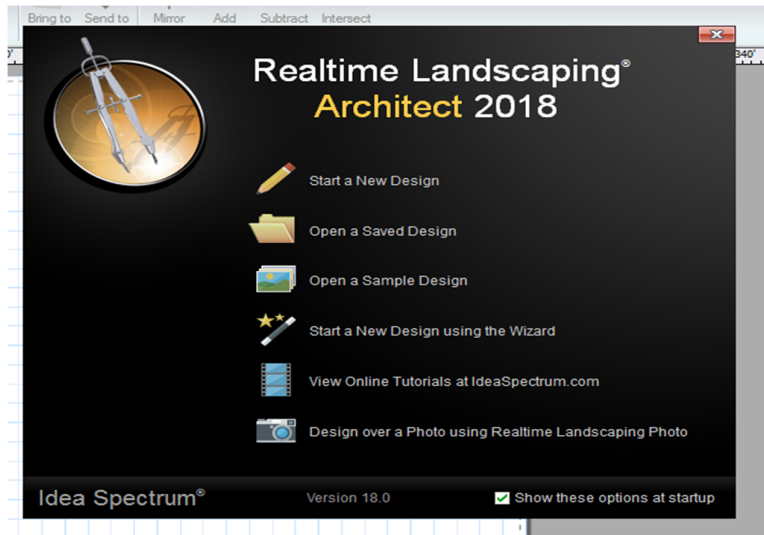 Bring to Send to Mirror Add Subtract Intersect
340'
Realtime Landscaping®
Architect 2018
Start a New Design
Open a Saved Design
Open a Sample Design
Start a New Design using the Wizard
View Online Tutorials at IdeaSpectrum.com
Design over a Photo using Realtime Landscaping Photo
Idea Spectrum® Version 18.0 Show these options at startup